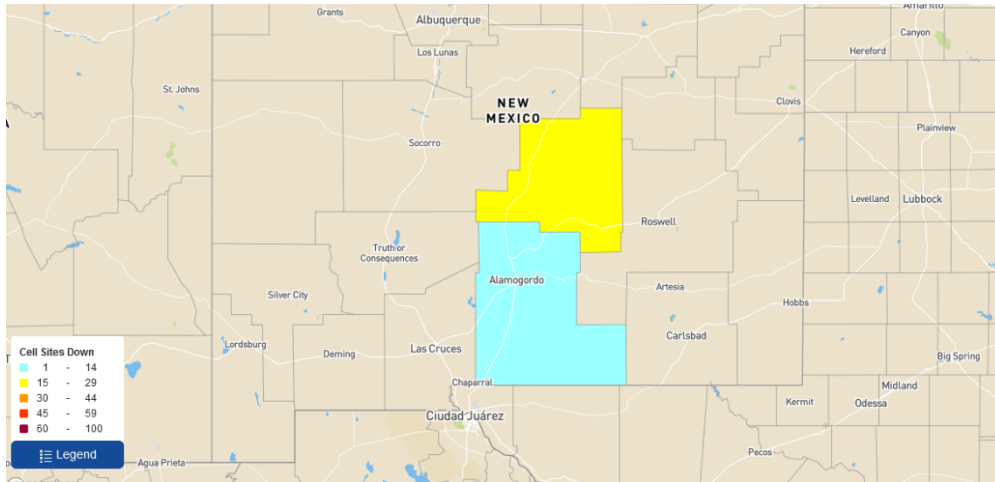 Amarillo
Grants
Albuquerque
Canyon
Los Lunas
Hereford
St. Johns
Clovis
NEW
MEXICO
A
Plainview
Socorro
Levelland
Lubbock
Roswell
Truth or
Consequences
Alamogordo
Artesia
Silver City
Hobbs
Carlsbad
Lordsburg
Deming
Las Cruces
Big Spring
Chaparral
Midland
Kermit
Odessa
Ciudad Juárez
Pecos
Agua Prieta
T
Cell Sites Down
1 - 14
15 - 29
30 - 44
45 - 59
60 - 100
Legend